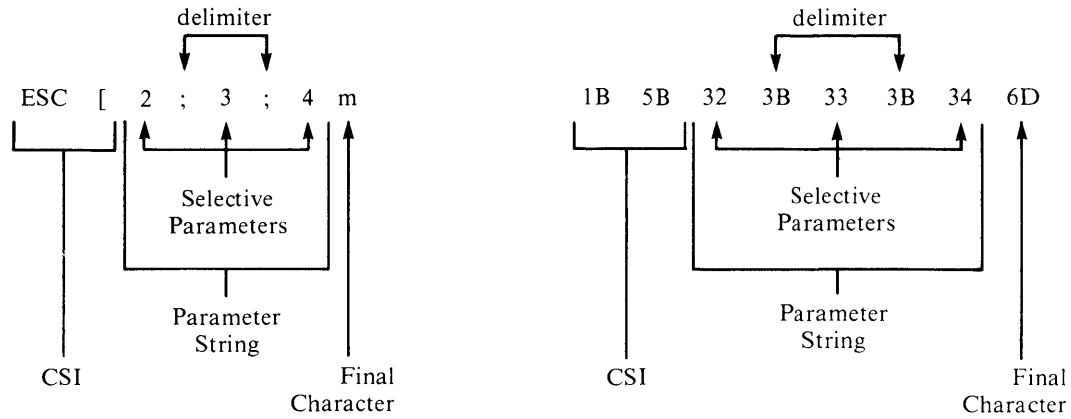 delimiter
ESC [ 2 ; 3 ; 4 m
Selective
Parameters
Parameter
String
CSI
Final
Character
delimiter
1B 5B 32 3B 33 3B 34 6D
Selective
Parameters
Parameter
String
CSI
Final
Character